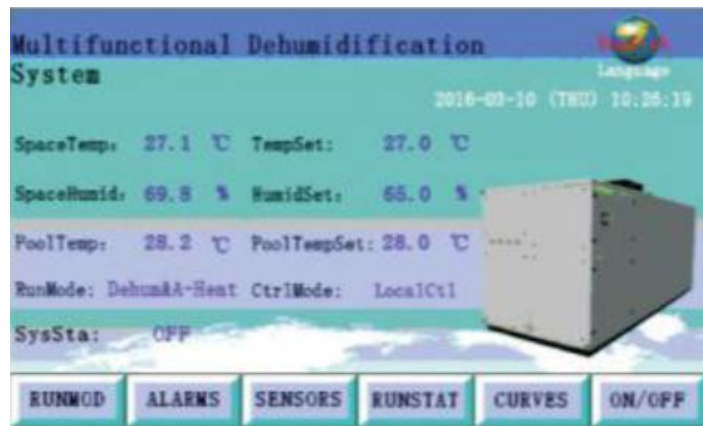 Multifunctional Dehumidification
System
Language
2016-03-10 (THU) 10:26:19
SpaceTemp: 27.1 ℃ TempSet: 27.0 ℃
SpaceHumid: 69.8 % HumidSet: 65.0 %
PoolTemp: 28.2 ℃ PoolTempSet: 28.0 ℃
RunMode: Dehum&A-Heat CtrlMode: LocalCtl
SysSta: OFF
RUNMOD ALARMS SENSORS RUNSTAT CURVES ON/OFF